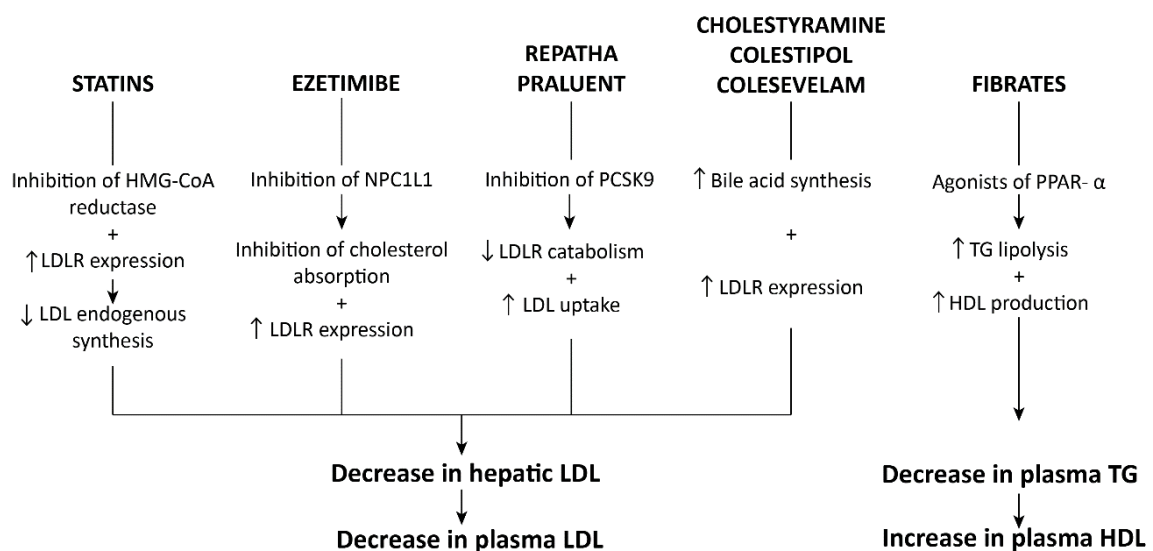 STATINS
Inhibition of HMG-CoA
reductase
+
↑ LDLR expression
↓ LDL endogenous
synthesis
EZETIMIBE
Inhibition of NPC1L1
Inhibition of cholesterol
absorption
+
↑ LDLR expression
REPATHA
PRALUENT
Inhibition of PCSK9
↓ LDLR catabolism
+
↑ LDL uptake
CHOLESTYRAMINE
COLESTIPOL
COLESEVELAM
↑ Bile acid synthesis
+
↑ LDLR expression
FIBRATES
Agonists of PPAR- α
↑ TG lipolysis
+
↑ HDL production
Decrease in hepatic LDL
Decrease in plasma LDL
Decrease in plasma TG
Increase in plasma HDL